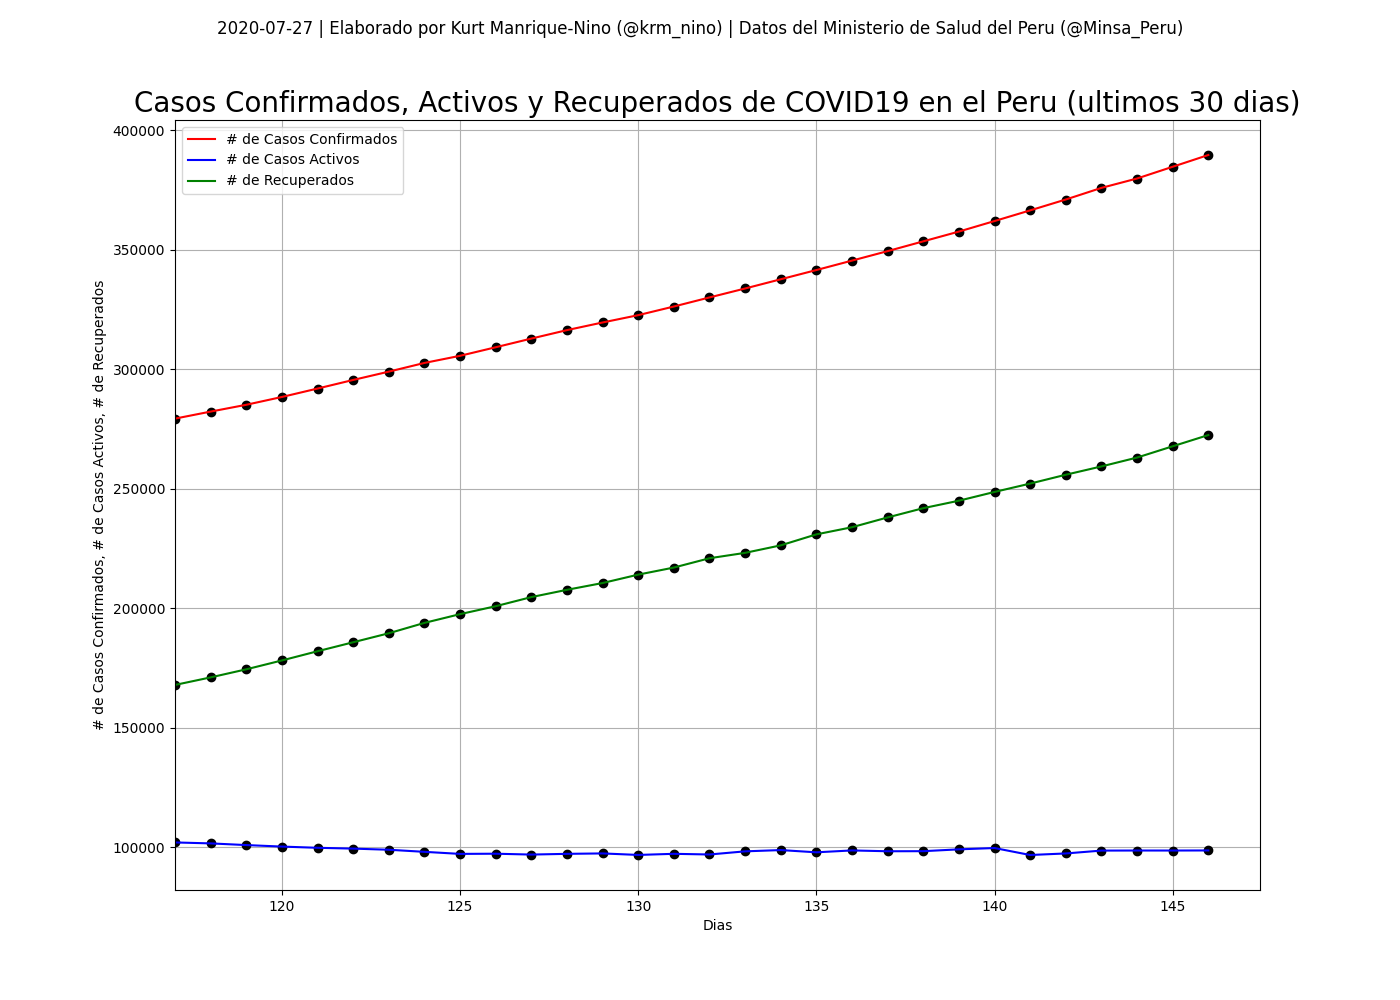 2020-07-27 | Elaborado por Kurt Manrique-Nino (@krm_nino) | Datos del Ministerio de Salud del Peru (@Minsa_Peru)
Casos Confirmados, Activos y Recuperados de COVID19 en el Peru (ultimos 30 dias)
# de Casos Confirmados
# de Casos Activos
# de Recuperados
# de Casos Confirmados, # de Casos Activos, # de Recuperados
400000
350000
300000
250000
200000
150000
100000
120
125
130
135
140
145
Dias